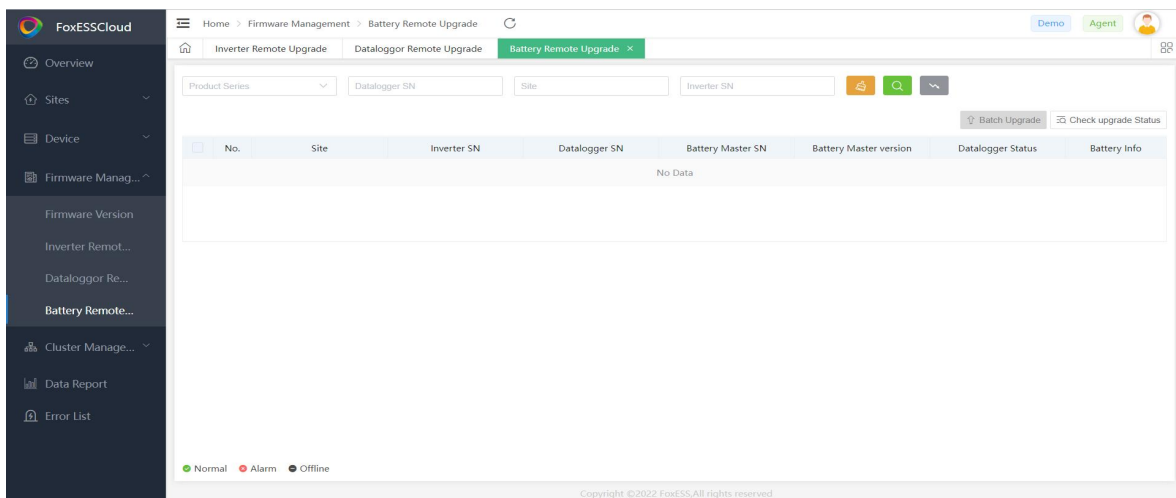 FoxESSCloud
Overview
Sites
Device
Firmware Manag...
Firmware Version
Inverter Remot...
Dataloggor Re...
Battery Remote...
Cluster Manage...
Data Report
Error List
Home > Firmware Management > Battery Remote Upgrade
Demo Agent
Inverter Remote Upgrade Dataloggor Remote Upgrade Battery Remote Upgrade ×
Product Series Datalogger SN Site Inverter SN
Batch Upgrade Check upgrade Status
No. Site Inverter SN Datalogger SN Battery Master SN Battery Master version Datalogger Status Battery Info
No Data
Normal Alarm Offline
Copyright ©2022 FoxESS,All rights reserved